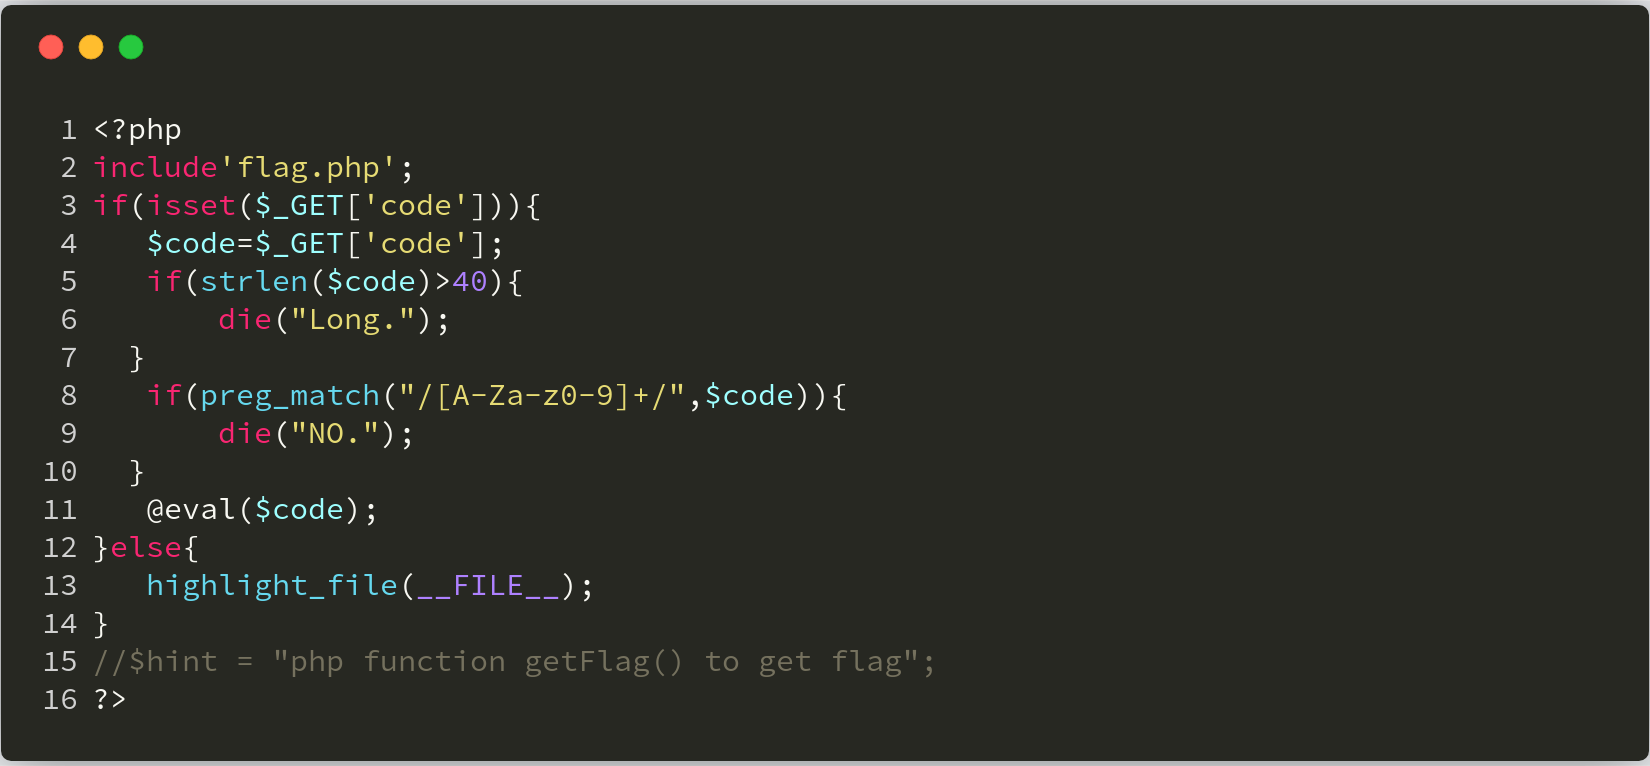 1 <?php
2 include'flag.php';
3 if(isset($_GET['code'])){
4    $code=$_GET['code'];
5    if(strlen($code)>40){
6        die("Long.");
7   }
8    if(preg_match("/[A-Za-z0-9]+/",$code)){
9        die("NO.");
10   }
11    @eval($code);
12 }else{
13    highlight_file(__FILE__);
14 }
15 //$hint = "php function getFlag() to get flag";
16 ?>